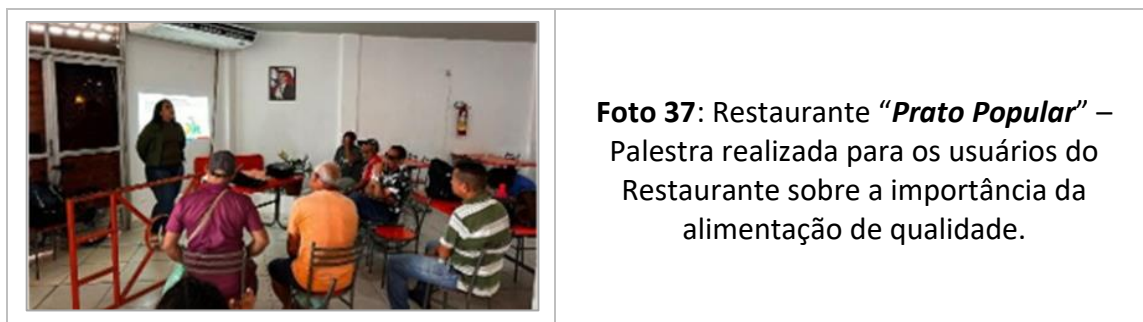 Foto 37: Restaurante “Prato Popular” –
Palestra realizada para os usuários do
Restaurante sobre a importância da
alimentação de qualidade.